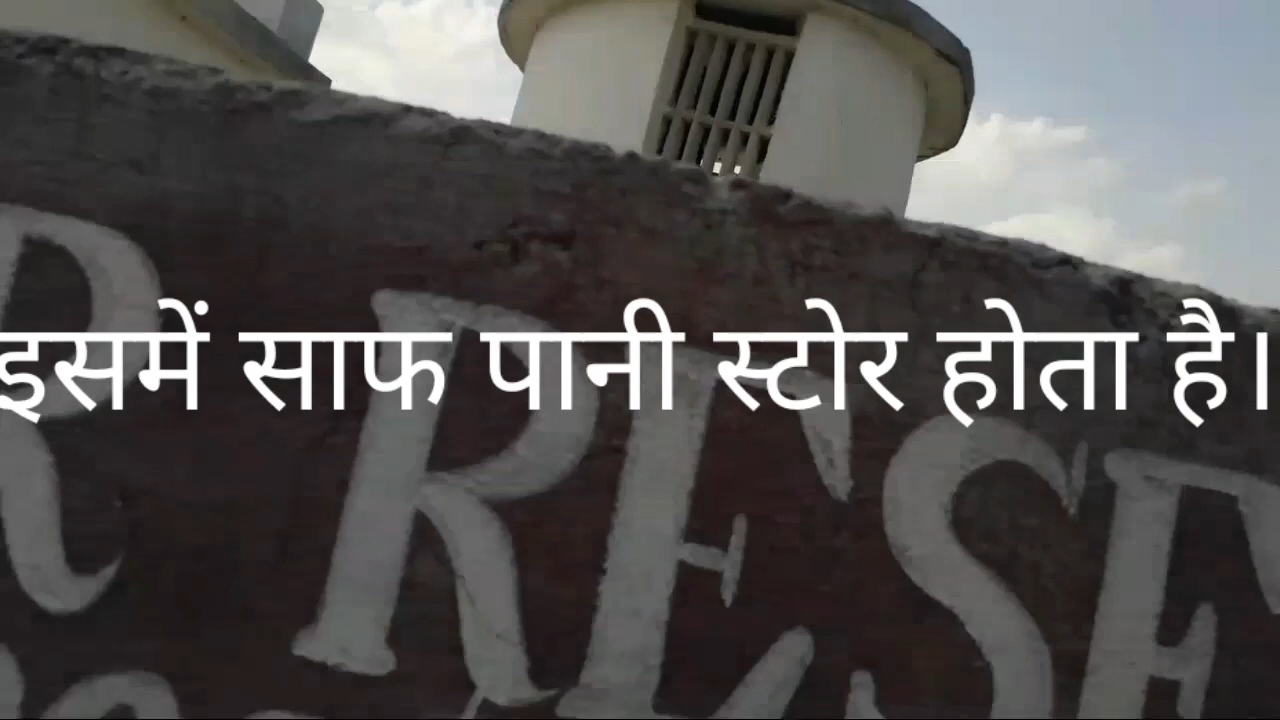 इसमें साफ पानी स्टोर होता है।
R RESE